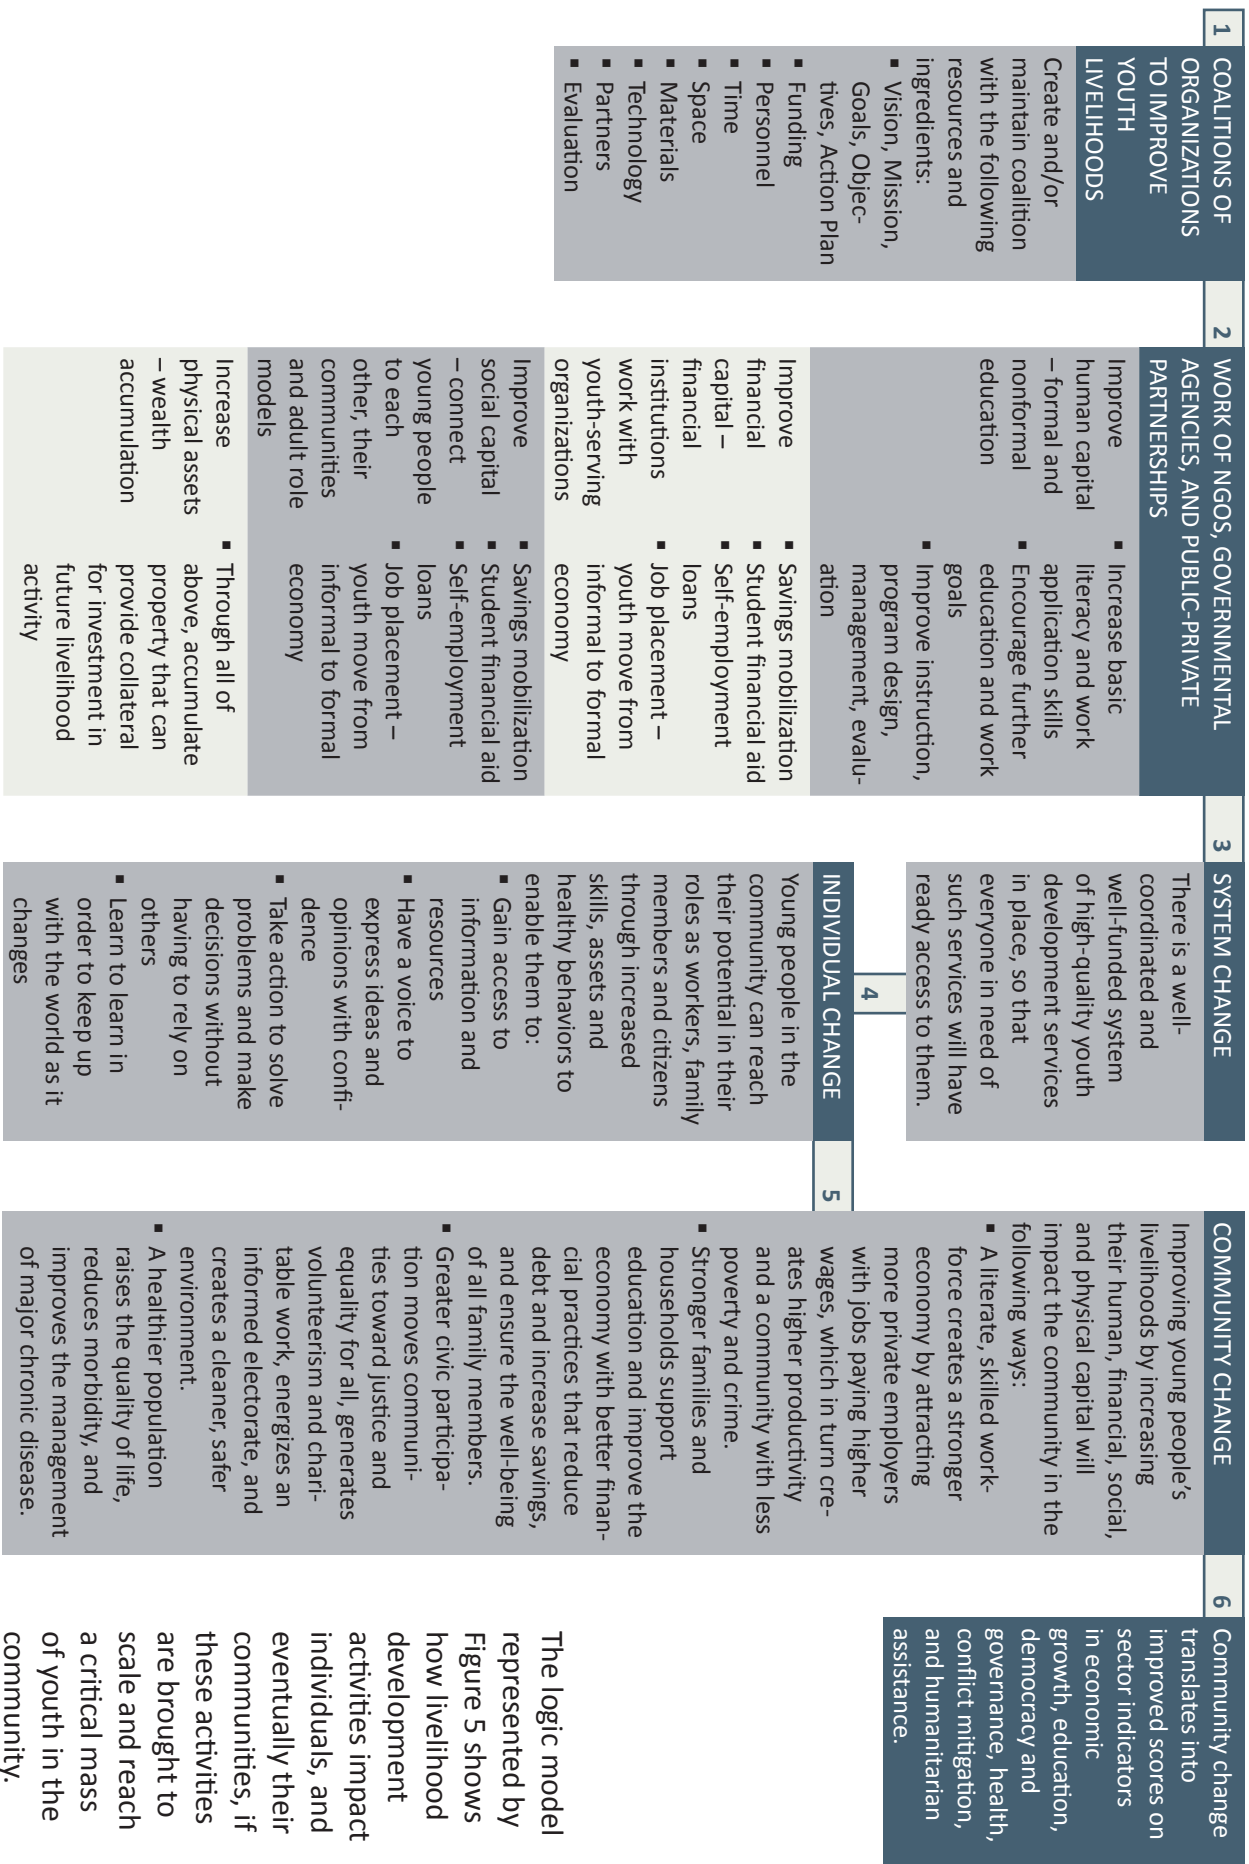 1
COALITIONS OF
ORGANIZATIONS
TO IMPROVE
YOUTH
LIVELIHOODS
Create and/or
maintain coalition
with the following
resources and
ingredients:
▪ Vision, Mission,
Goals, Objec-
tives, Action Plan
▪ Funding
▪ Personnel
▪ Time
▪ Space
▪ Materials
▪ Technology
▪ Partners
▪ Evaluation
2
WORK OF NGOS, GOVERNMENTAL
AGENCIES, AND PUBLIC-PRIVATE
PARTNERSHIPS
Improve
human capital
– formal and
nonformal
education
▪ Increase basic
literacy and work
application skills
▪ Encourage further
education and work
goals
▪ Improve instruction,
program design,
management, evalu-
ation
Improve
financial
capital –
financial
institutions
work with
youth-serving
organizations
▪ Savings mobilization
▪ Student financial aid
▪ Self-employment
loans
▪ Job placement –
youth move from
informal to formal
economy
Improve
social capital
– connect
young people
to each
other, their
communities
and adult role
models
▪ Savings mobilization
▪ Student financial aid
▪ Self-employment
loans
▪ Job placement –
youth move from
informal to formal
economy
Increase
physical assets
– wealth
accumulation
▪ Through all of
above, accumulate
property that can
provide collateral
for investment in
future livelihood
activity
3
SYSTEM CHANGE
There is a well-
coordinated and
well-funded system
of high-quality youth
development services
in place, so that
everyone in need of
such services will have
ready access to them.
4
INDIVIDUAL CHANGE
Young people in the
community can reach
their potential in their
roles as workers, family
members and citizens
through increased
skills, assets and
healthy behaviors to
enable them to:
▪ Gain access to
information and
resources
▪ Have a voice to
express ideas and
opinions with confi-
dence
▪ Take action to solve
problems and make
decisions without
having to rely on
others
▪ Learn to learn in
order to keep up
with the world as it
changes
5
COMMUNITY CHANGE
Improving young people's
livelihoods by increasing
their human, financial, social,
and physical capital will
impact the community in the
following ways:
▪ A literate, skilled work-
force creates a stronger
economy by attracting
more private employers
with jobs paying higher
wages, which in turn cre-
ates higher productivity
and a community with less
poverty and crime.
▪ Stronger families and
households support
education and improve the
economy with better finan-
cial practices that reduce
debt and increase savings,
and ensure the well-being
of all family members.
▪ Greater civic participa-
tion moves communi-
ties toward justice and
equality for all, generates
volunteerism and chari-
table work, energizes an
informed electorate, and
creates a cleaner, safer
environment.
▪ A healthier population
raises the quality of life,
reduces morbidity, and
improves the management
of major chronic disease.
6
Community change
translates into
improved scores on
sector indicators
in economic
growth, education,
democracy and
governance, health,
conflict mitigation,
and humanitarian
assistance.
The logic model
represented by
Figure 5 shows
how livelihood
development
activities impact
individuals, and
eventually their
communities, if
these activities
are brought to
scale and reach
a critical mass
of youth in the
community.